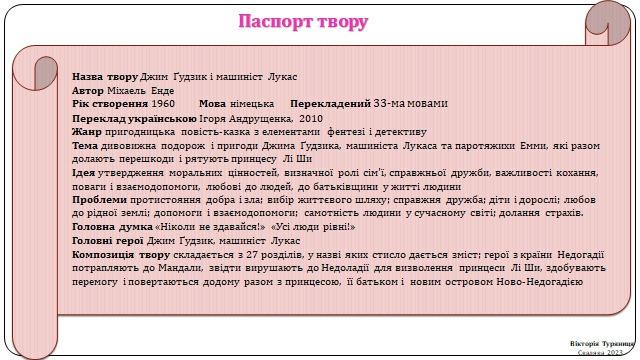 Паспорт твору
Назва твору Джим Ґудзик і машиніст Лукас
Автор Міхаель Енде
Рік створення 1960 Мова німецька Перекладений 33-ма мовами
Переклад українською Ігоря Андрущенка, 2010
Жанр пригодницька повість-казка з елементами фентезі і детективу
Тема дивовижна подорож і пригоди Джима Ґудзика, машиніста Лукаса та паротяжихи Емми, які разом
долають перешкоди і рятують принцесу Лі Ши
Ідея утвердження моральних цінностей, визначної ролі сім'ї, справжньої дружби, важливості кохання,
поваги і взаємодопомоги, любові до людей, до батьківщини у житті людини
Проблеми протистояння добра і зла; вибір життєвого шляху; справжня дружба; діти і дорослі; любов
до рідної землі; допомоги і взаємодопомоги; самотність людини у сучасному світі; долання страхів.
Головна думка «Ніколи не здавайся!» «Усі люди рівні!»
Головні герої Джим Ґудзик, машиніст Лукас
Композиція твору складається з 27 розділів, у назві яких стисло дається зміст; герої з країни Недогадії
потрапляють до Мандали, звідти вирушають до Недоладії для визволення принцеси Лі Ши, здобувають
перемогу і повертаються додому разом з принцесою, її батьком і новим островом Ново-Недогадією
Вікторія Туряниця
Свалява 2023